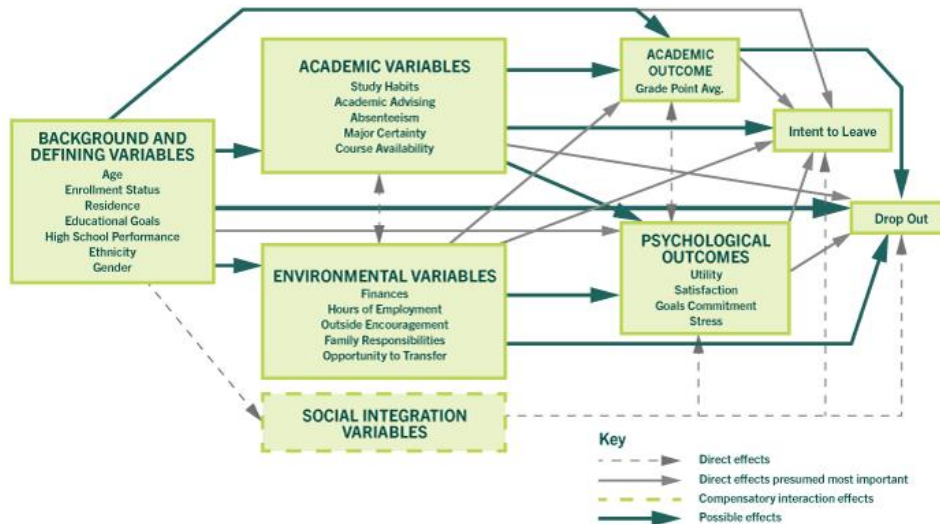 BACKGROUND AND
DEFINING VARIABLES
Age
Enrollment Status
Residence
Educational Goals
High School Performance
Ethnicity
Gender
ACADEMIC VARIABLES
Study Habits
Academic Advising
Absenteeism
Major Certainty
Course Availability
ENVIRONMENTAL VARIABLES
Finances
Hours of Employment
Outside Encouragement
Family Responsibilities
Opportunity to Transfer
SOCIAL INTEGRATION
VARIABLES
ACADEMIC
OUTCOME
Grade Point Avg.
PSYCHOLOGICAL
OUTCOMES
Utility
Satisfaction
Goals Commitment
Stress
Intent to Leave
Drop Out
Key
Direct effects
Direct effects presumed most important
Compensatory interaction effects
Possible effects